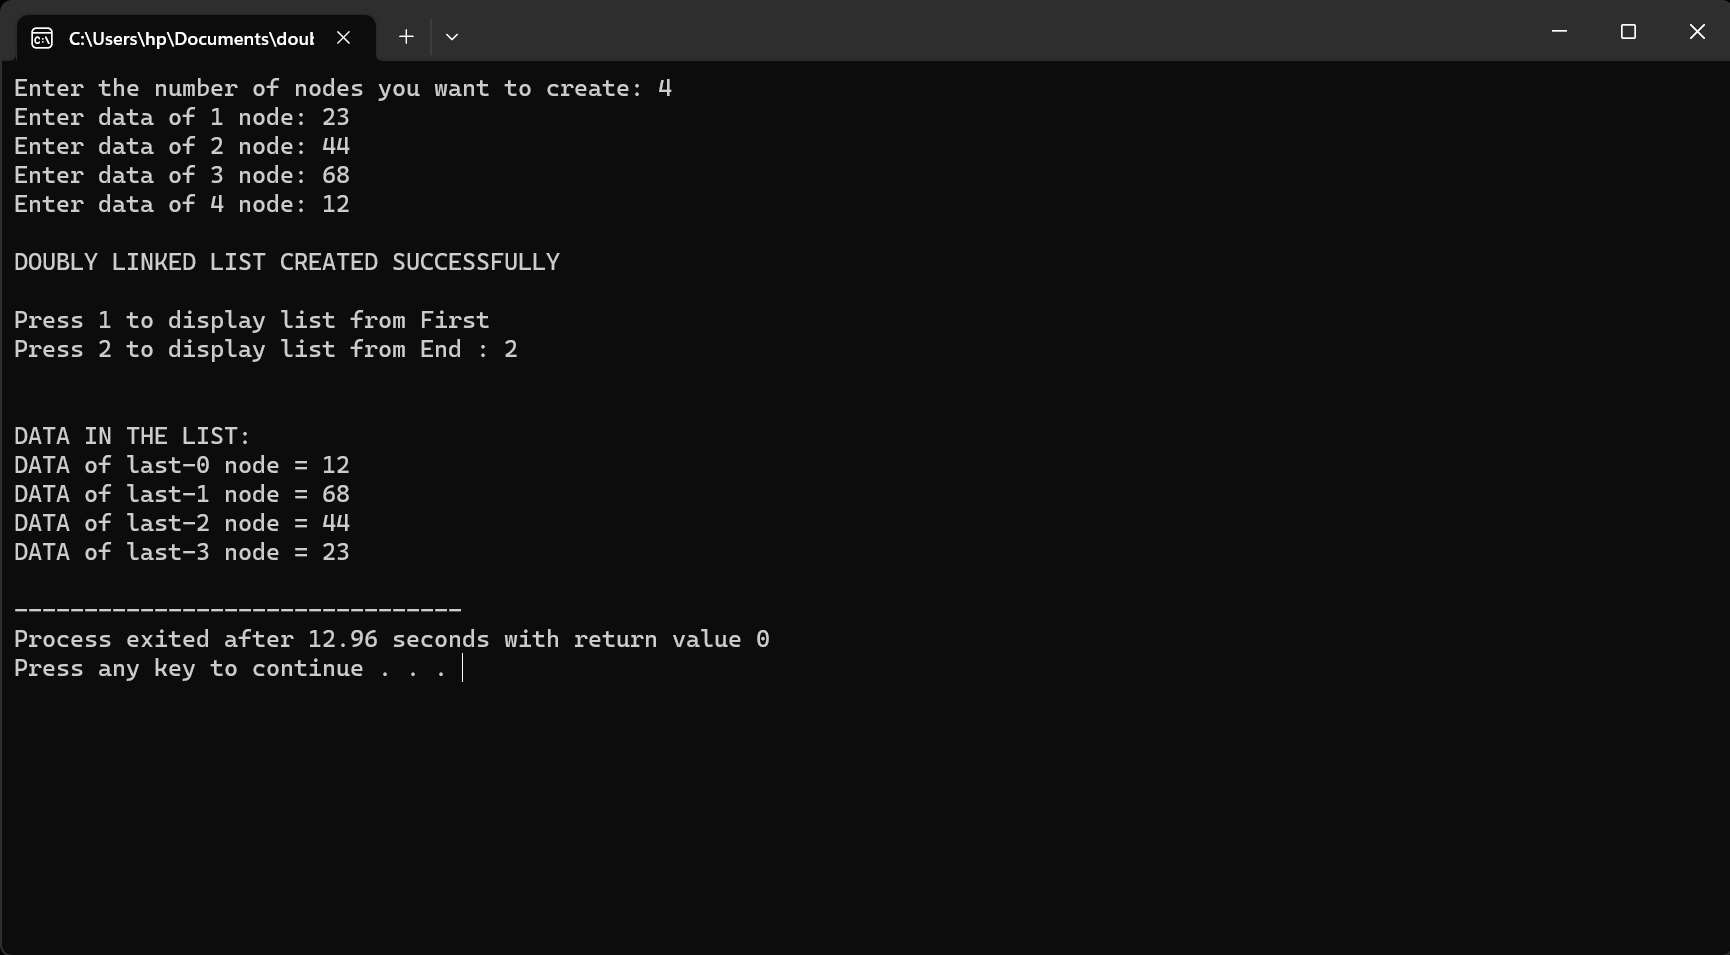 C:\Users\hp\Documents\doub
Enter the number of nodes you want to create: 4
Enter data of 1 node: 23
Enter data of 2 node: 44
Enter data of 3 node: 68
Enter data of 4 node: 12
DOUBLY LINKED LIST CREATED SUCCESSFULLY
Press 1 to display list from First
Press 2 to display list from End : 2
DATA IN THE LIST:
DATA of last-0 node = 12
DATA of last-1 node = 68
DATA of last-2 node = 44
DATA of last-3 node = 23
--------------------------------
Process exited after 12.96 seconds with return value 0
Press any key to continue . . .